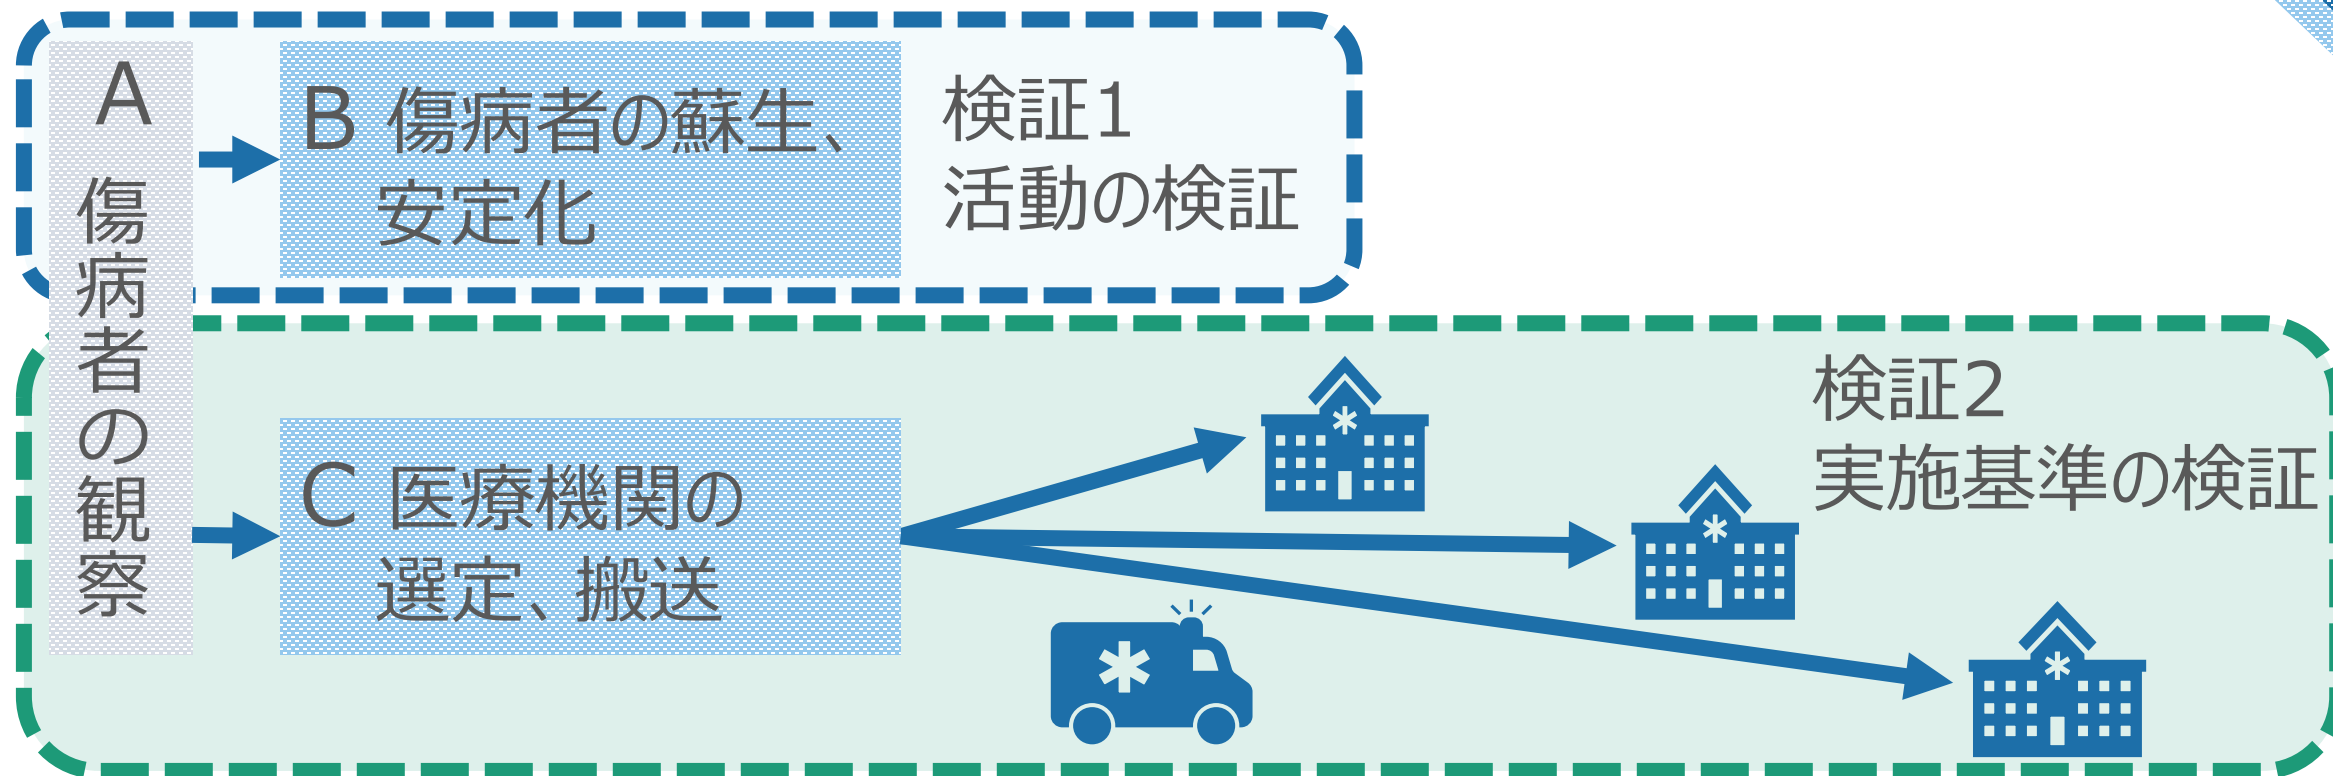 A 傷病者の観察
B 傷病者の蘇生、
安定化
検証1
活動の検証
C 医療機関の
選定、搬送
検証2
実施基準の検証